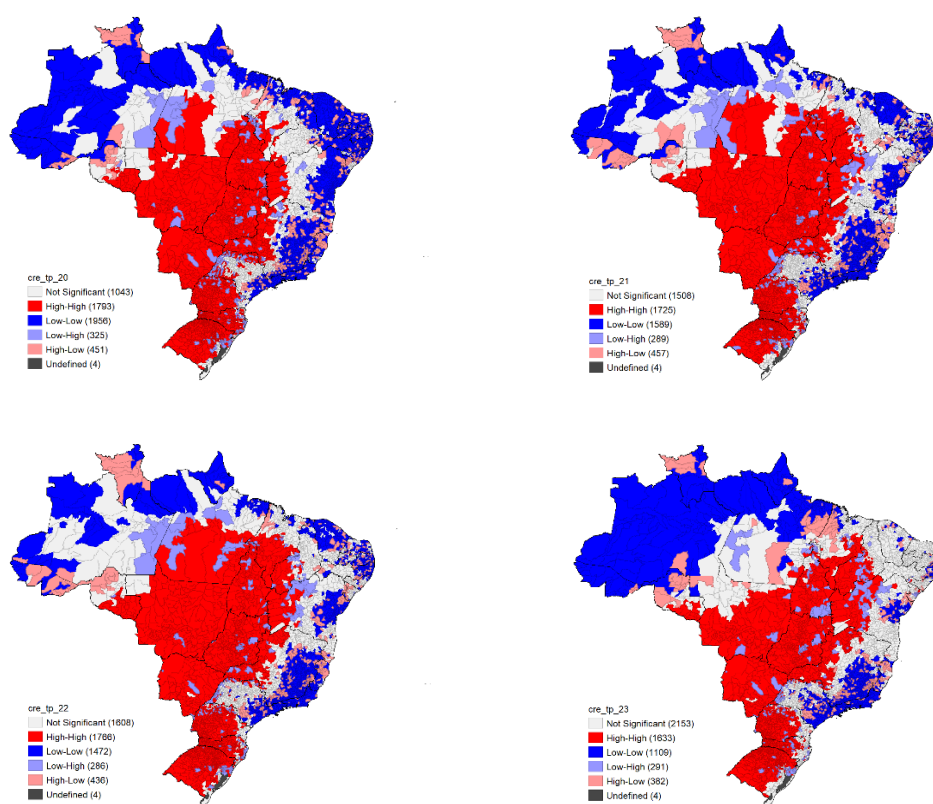 cre_tp_20
Not Significant (1043)
High-High (1793)
Low-Low (1956)
Low-High (325)
High-Low (451)
Undefined (4)
cre_tp_21
Not Significant (1508)
High-High (1725)
Low-Low (1589)
Low-High (289)
High-Low (457)
Undefined (4)
cre_tp_22
Not Significant (1608)
High-High (1766)
Low-Low (1472)
Low-High (286)
High-Low (436)
Undefined (4)
cre_tp_23
Not Significant (2153)
High-High (1633)
Low-Low (1109)
Low-High (291)
High-Low (382)
Undefined (4)